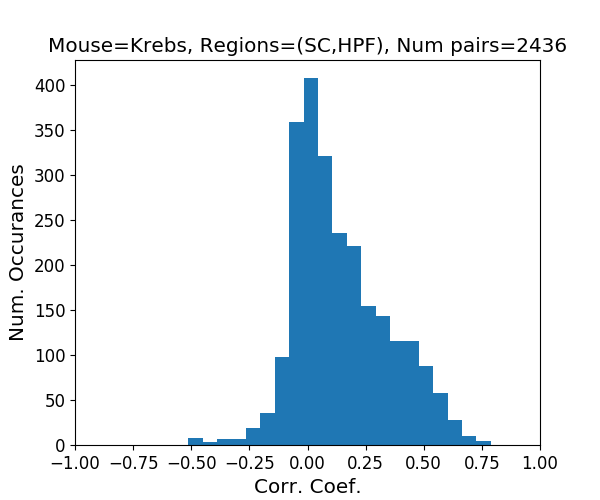 Mouse=Krebs, Regions=(SC,HPF), Num pairs=2436
400
350
300
250
200
150
100
50
0
Num. Occurances
−1.00 −0.75 −0.50 −0.25 0.00 0.25 0.50 0.75 1.00
Corr. Coef.